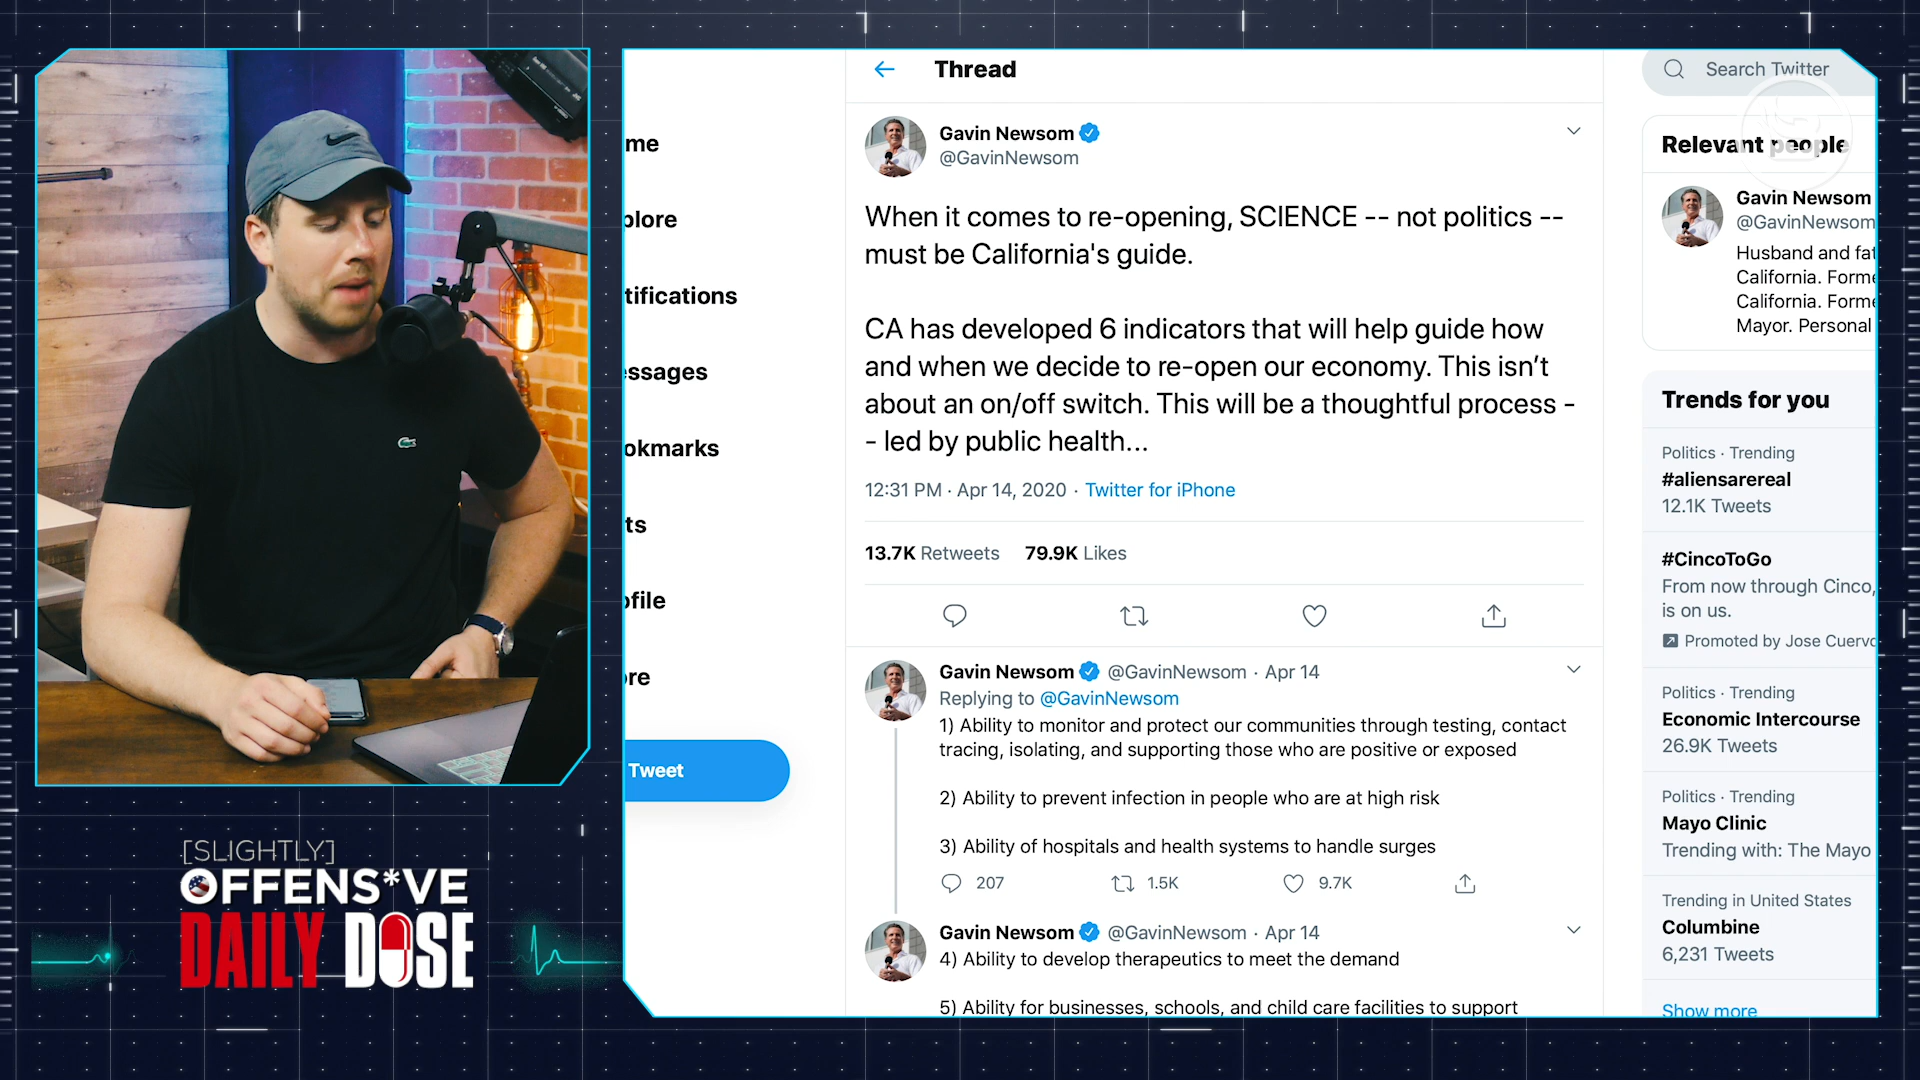 me
plore
tifications
essages
okmarks
ts
ofile
ore
Tweet
Thread
Gavin Newsom
@GavinNewsom
When it comes to re-opening, SCIENCE -- not politics --
must be California's guide.
CA has developed 6 indicators that will help guide how
and when we decide to re-open our economy. This isn’t
about an on/off switch. This will be a thoughtful process -
- led by public health...
12:31 PM · Apr 14, 2020 · Twitter for iPhone
13.7K Retweets 79.9K Likes
Gavin Newsom @GavinNewsom · Apr 14
Replying to @GavinNewsom
1) Ability to monitor and protect our communities through testing, contact
tracing, isolating, and supporting those who are positive or exposed
2) Ability to prevent infection in people who are at high risk
3) Ability of hospitals and health systems to handle surges
207 1.5K 9.7K
Gavin Newsom @GavinNewsom · Apr 14
4) Ability to develop therapeutics to meet the demand
5) Ability for businesses, schools, and child care facilities to support
Search Twitter
Relevant people
Gavin Newsom
@GavinNewsom
Husband and fat
California. Forme
California. Forme
Mayor. Personal
Trends for you
Politics · Trending
#aliensarereal
12.1K Tweets
#CincoToGo
From now through Cinco,
is on us.
Promoted by Jose Cuervo
Politics · Trending
Economic Intercourse
26.9K Tweets
Politics · Trending
Mayo Clinic
Trending with: The Mayo
Trending in United States
Columbine
6,231 Tweets
Show more
[SLIGHTLY]
OFFENS*VE
DAILY DOSE